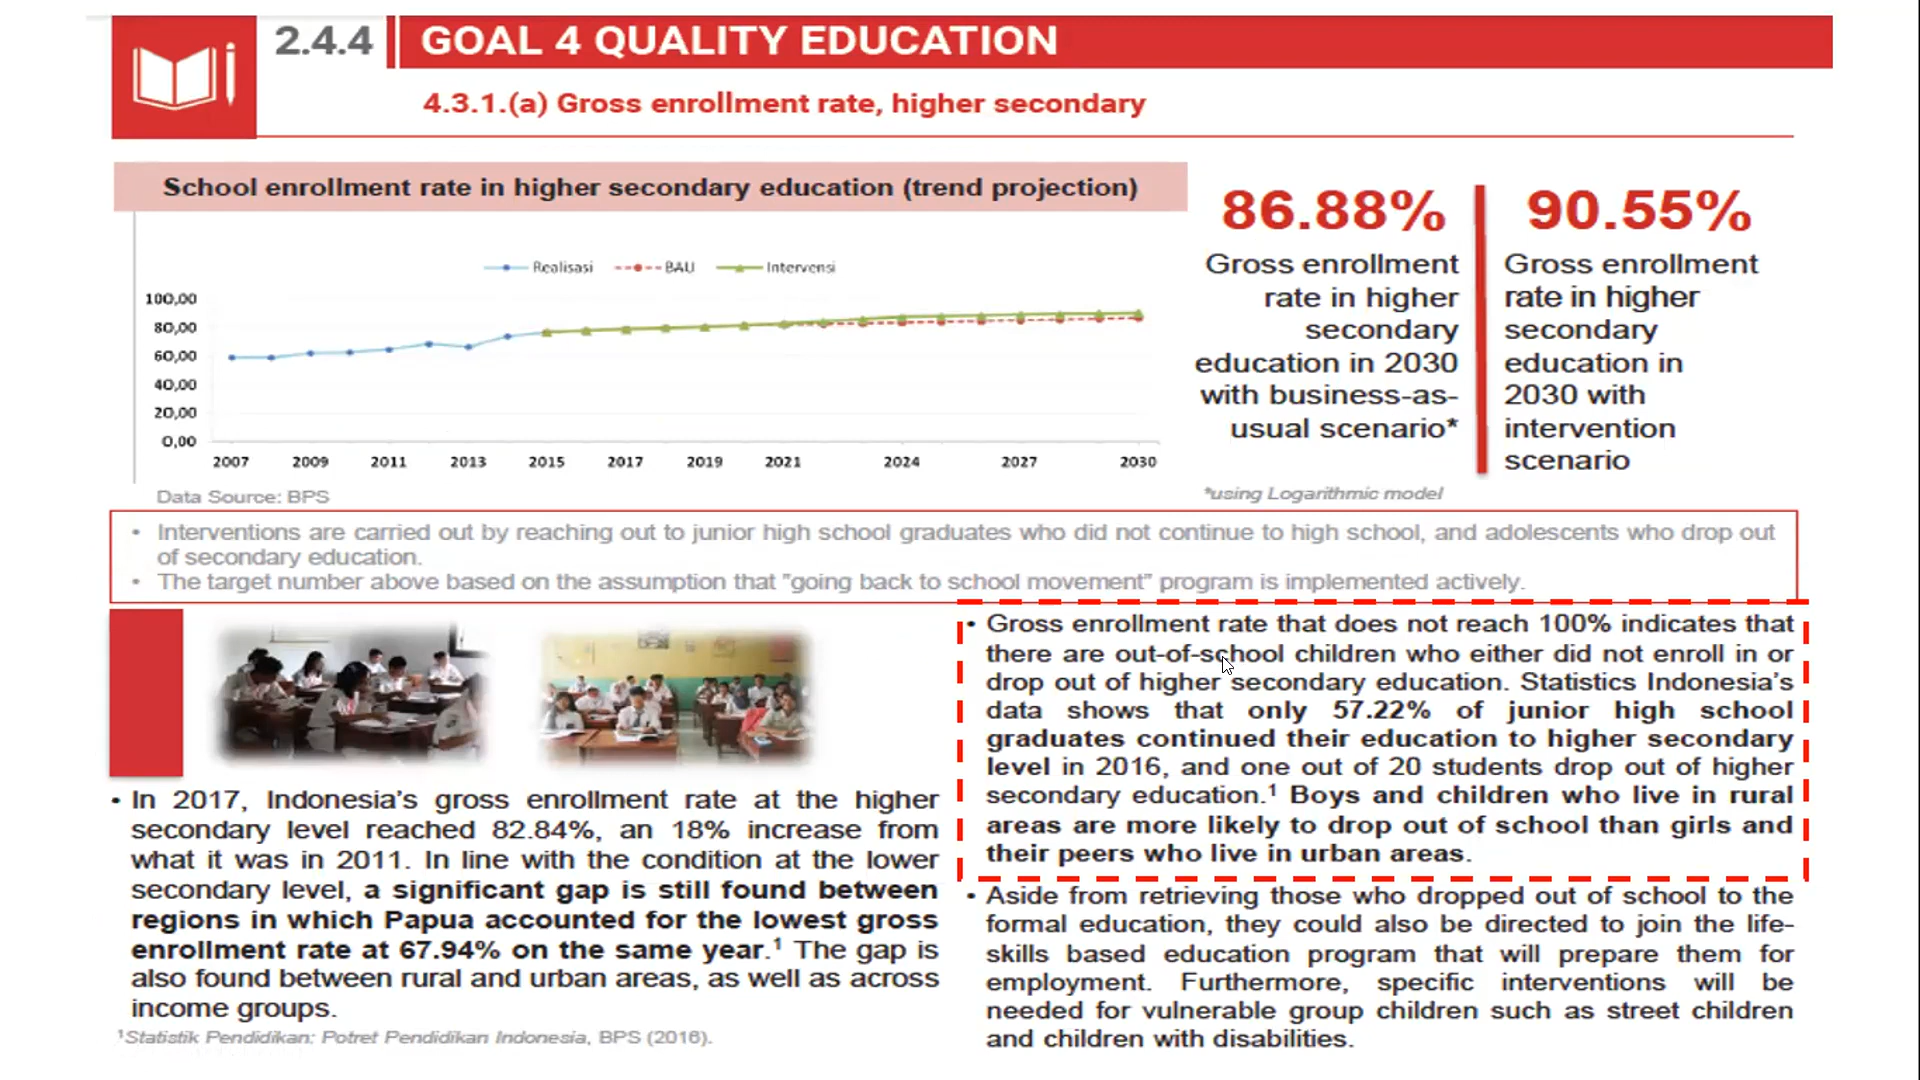 2.4.4
GOAL 4 QUALITY EDUCATION
4.3.1.(a) Gross enrollment rate, higher secondary
School enrollment rate in higher secondary education (trend projection)
Realisasi BAU Intervensi
100,00
80,00
60,00
40,00
20,00
0,00
2007 2009 2011 2013 2015 2017 2019 2021 2024 2027 2030
Data Source: BPS
86.88%
Gross enrollment
rate in higher
secondary
education in 2030
with business-as-
usual scenario*
*using Logarithmic model
90.55%
Gross enrollment
rate in higher
secondary
education in
2030 with
intervention
scenario
• Interventions are carried out by reaching out to junior high school graduates who did not continue to high school, and adolescents who drop out
of secondary education.
• The target number above based on the assumption that "going back to school movement" program is implemented actively.
• In 2017, Indonesia's gross enrollment rate at the higher
secondary level reached 82.84%, an 18% increase from
what it was in 2011. In line with the condition at the lower
secondary level, a significant gap is still found between
regions in which Papua accounted for the lowest gross
enrollment rate at 67.94% on the same year.¹ The gap is
also found between rural and urban areas, as well as across
income groups.
¹Statistik Pendidikan: Potret Pendidikan Indonesia, BPS (2016).
• Gross enrollment rate that does not reach 100% indicates that
there are out-of-school children who either did not enroll in or
drop out of higher secondary education. Statistics Indonesia's
data shows that only 57.22% of junior high school
graduates continued their education to higher secondary
level in 2016, and one out of 20 students drop out of higher
secondary education.¹ Boys and children who live in rural
areas are more likely to drop out of school than girls and
their peers who live in urban areas.
• Aside from retrieving those who dropped out of school to the
formal education, they could also be directed to join the life-
skills based education program that will prepare them for
employment. Furthermore, specific interventions will be
needed for vulnerable group children such as street children
and children with disabilities.